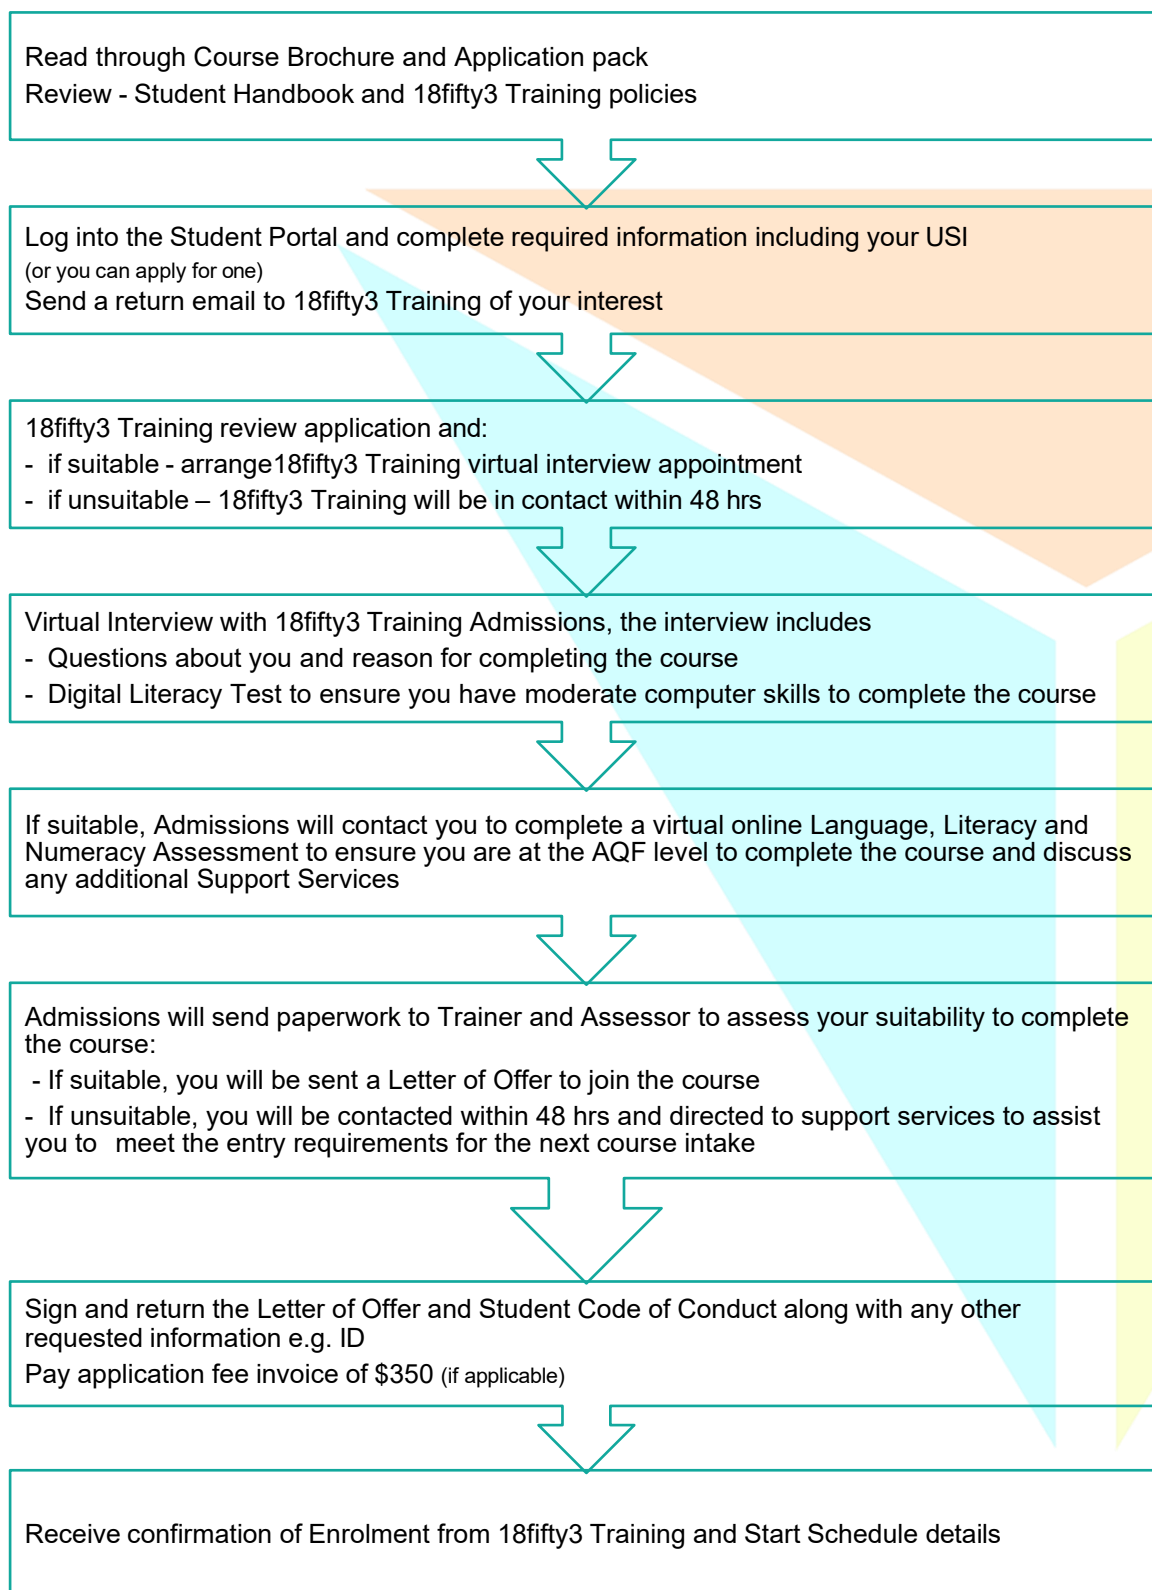 Read through Course Brochure and Application pack
Review - Student Handbook and 18fifty3 Training policies
Log into the Student Portal and complete required information including your USI
(or you can apply for one)
Send a return email to 18fifty3 Training of your interest
18fifty3 Training review application and:
- if suitable - arrange18fifty3 Training virtual interview appointment
- if unsuitable – 18fifty3 Training will be in contact within 48 hrs
Virtual Interview with 18fifty3 Training Admissions, the interview includes
- Questions about you and reason for completing the course
- Digital Literacy Test to ensure you have moderate computer skills to complete the course
If suitable, Admissions will contact you to complete a virtual online Language, Literacy and
Numeracy Assessment to ensure you are at the AQF level to complete the course and discuss
any additional Support Services
Admissions will send paperwork to Trainer and Assessor to assess your suitability to complete
the course:
- If suitable, you will be sent a Letter of Offer to join the course
- If unsuitable, you will be contacted within 48 hrs and directed to support services to assist
you to meet the entry requirements for the next course intake
Sign and return the Letter of Offer and Student Code of Conduct along with any other
requested information e.g. ID
Pay application fee invoice of $350 (if applicable)
Receive confirmation of Enrolment from 18fifty3 Training and Start Schedule details